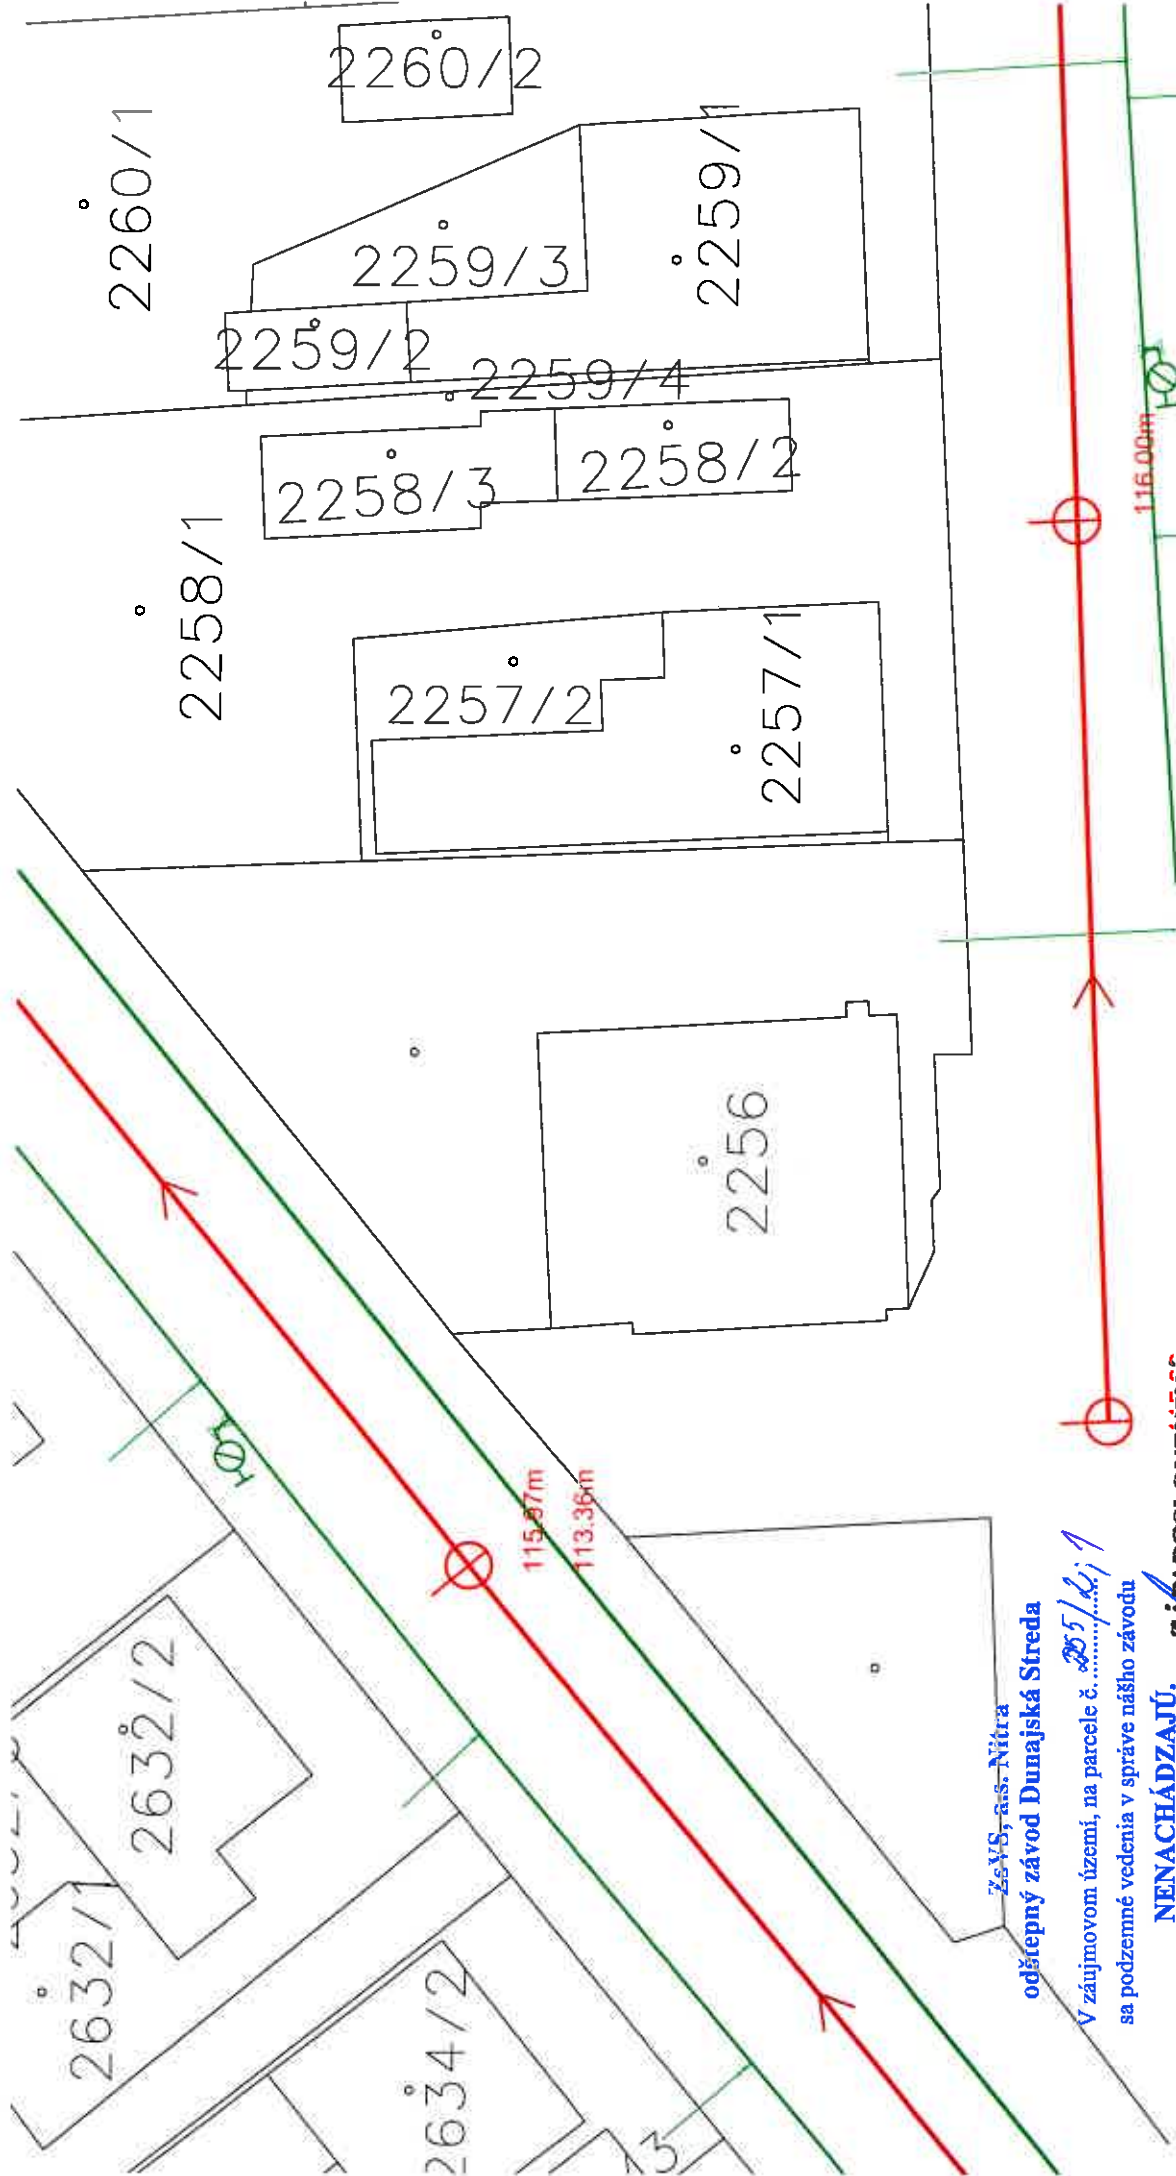 2260/2
2260/1
2259/3
2259/1
2259/2
2259/4
2258/3
2258/2
2258/1
2257/2
2257/1
116.00m
2256
115.97m
113.36m
2632/2
2632/1
2634/2
3
ZsVS, a.s. Nitra
odštepný závod Dunajská Streda
V záujmovom území, na parcele č.
sa podzemné vedenia v správe nášho závodu
NENACHÁDZAJÚ.